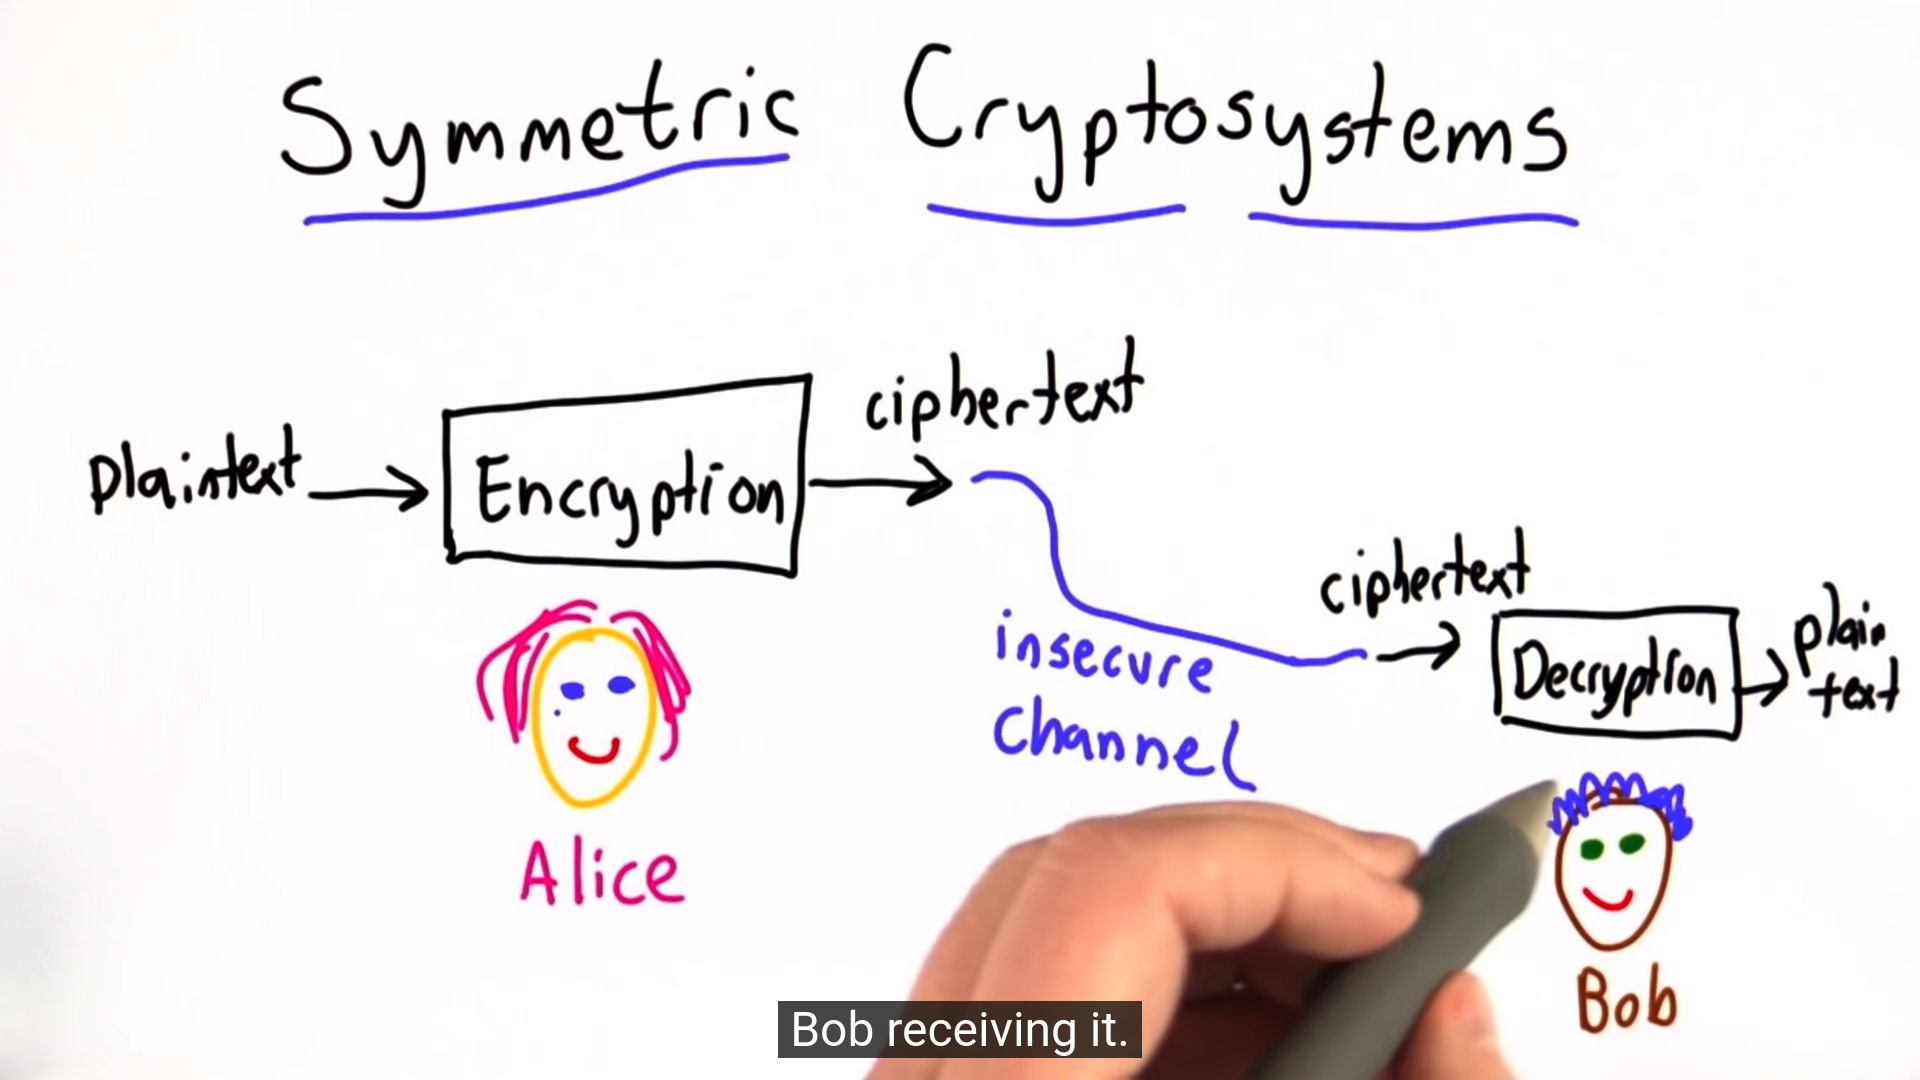 Symmetric Cryptosystems
plaintext
Encryption
ciphertext
insecure
channel
ciphertext
Decryption
plain
text
Alice
Bob
Bob receiving it.